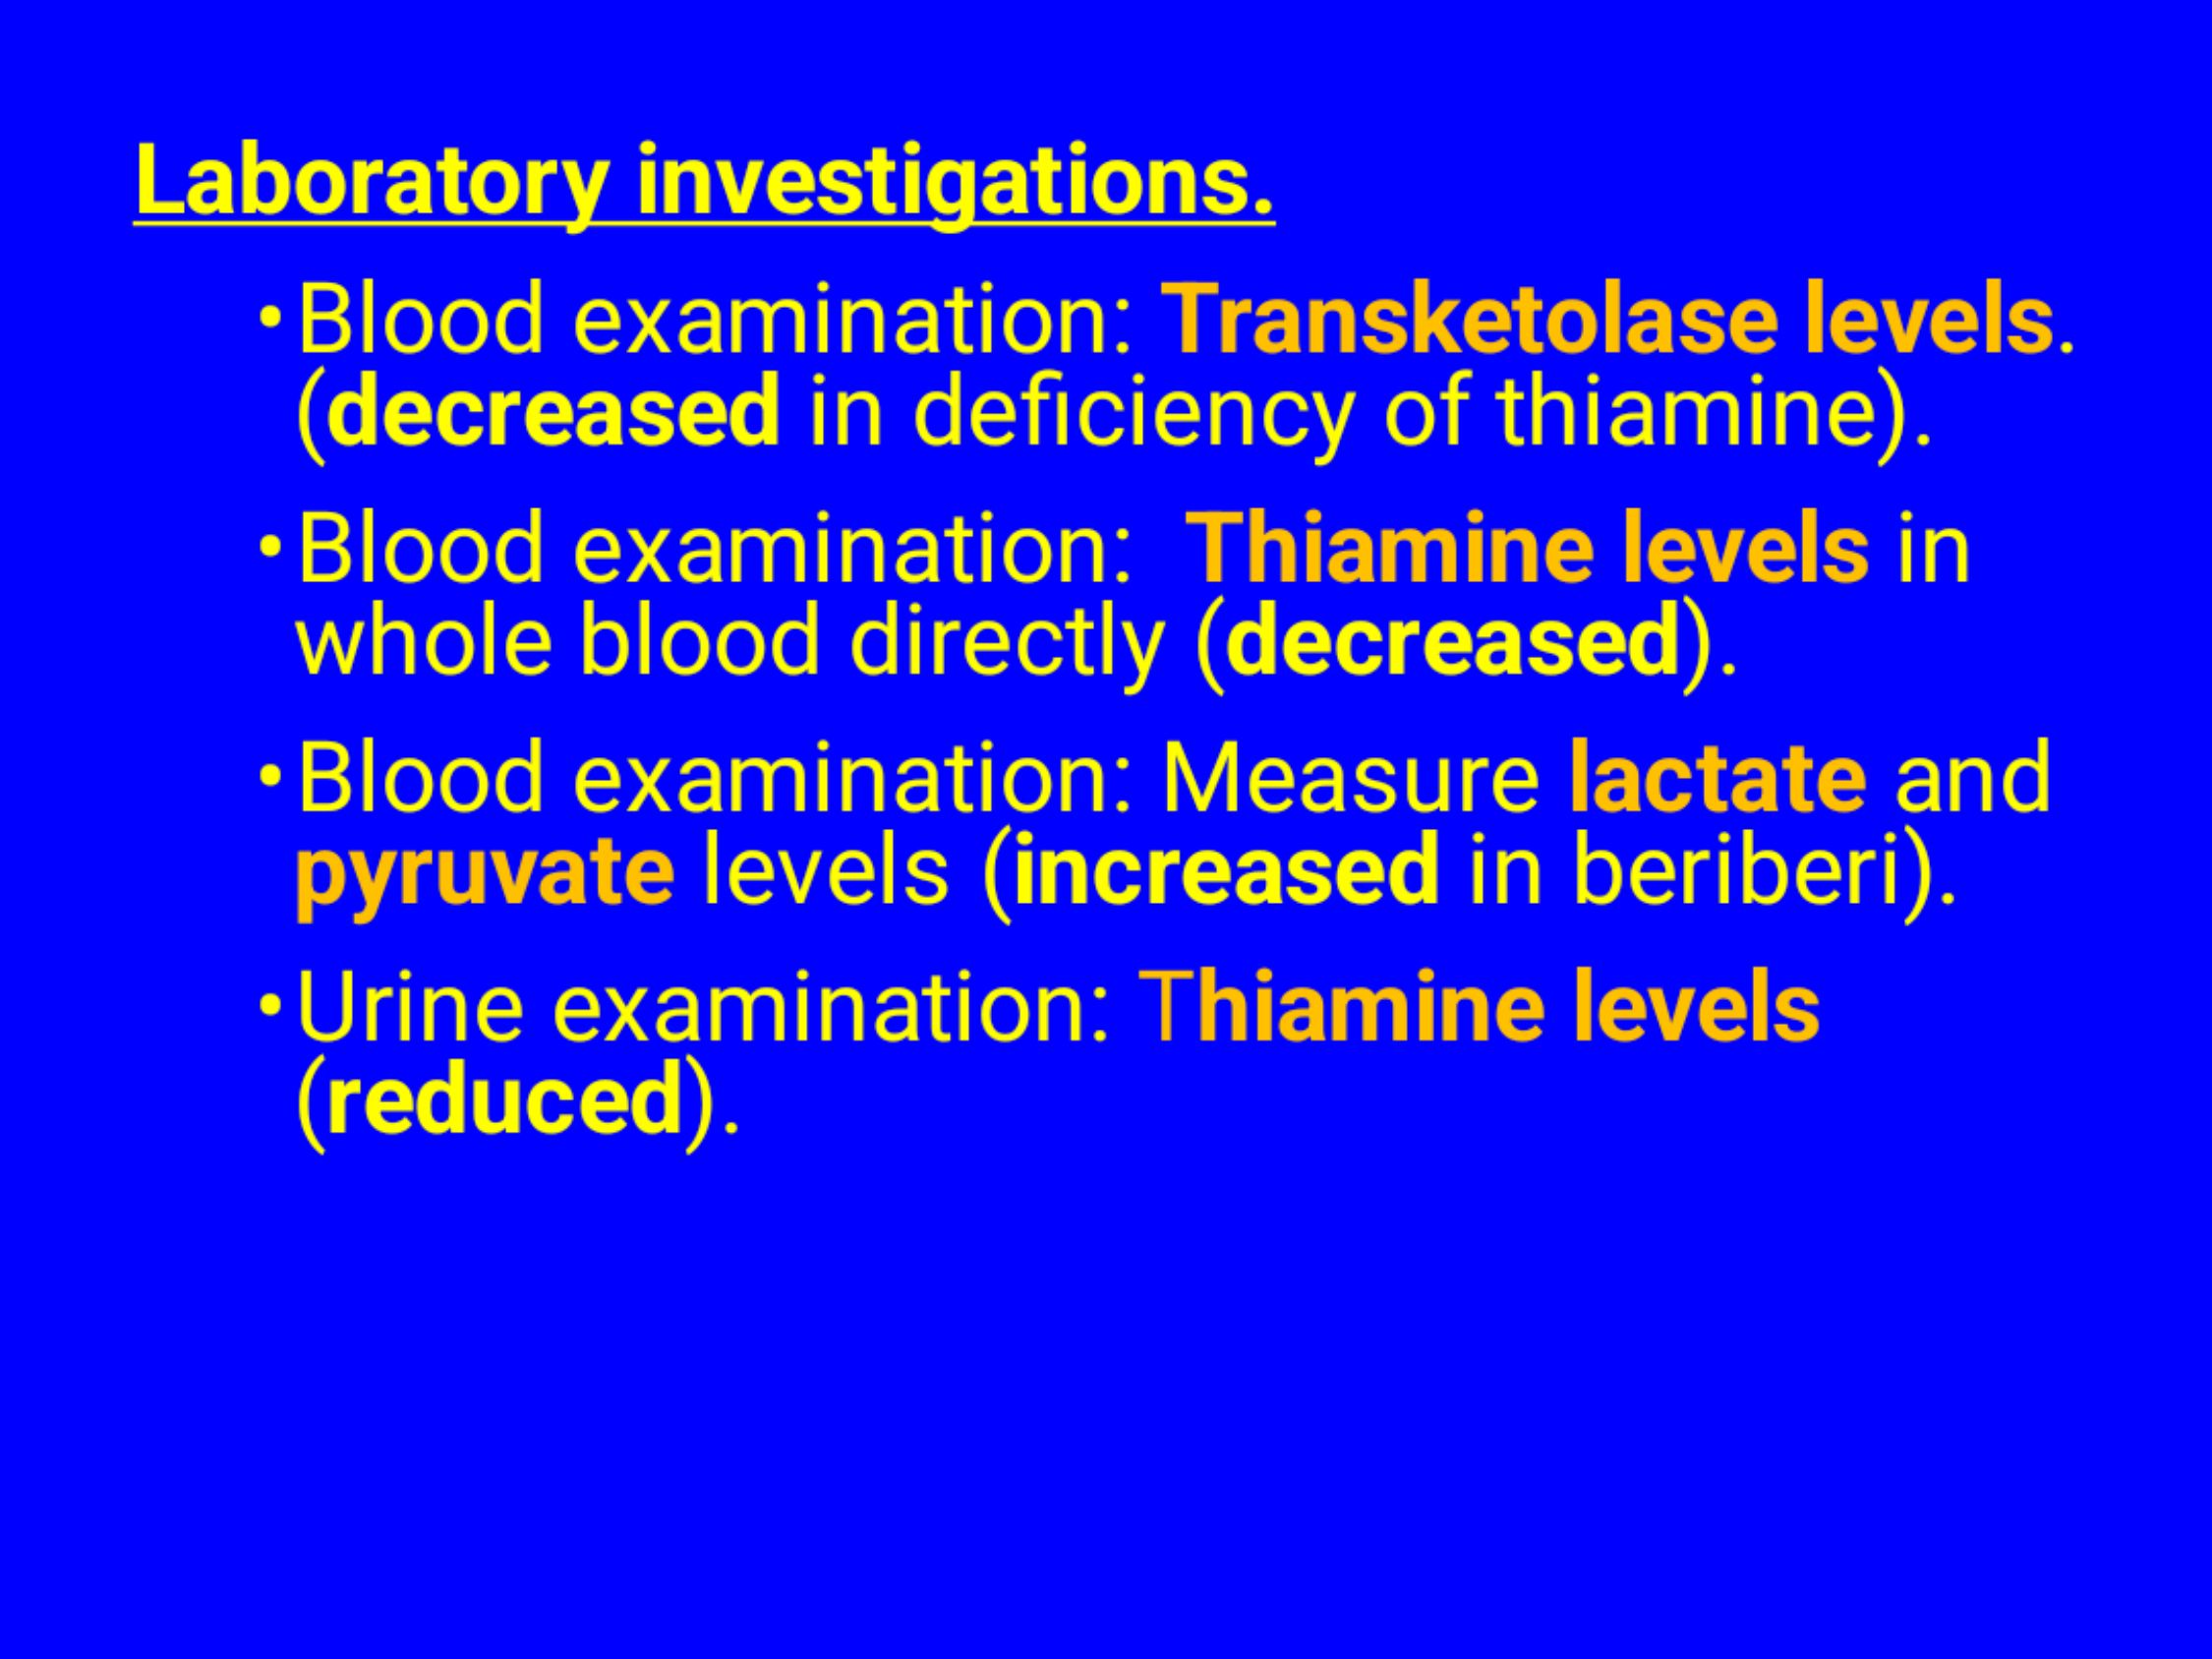 Laboratory investigations.
•Blood examination: Transketolase levels.
(decreased in deficiency of thiamine).
•Blood examination:  Thiamine levels in
whole blood directly (decreased).
•Blood examination: Measure lactate and
pyruvate levels (increased in beriberi).
•Urine examination: Thiamine levels
(reduced).